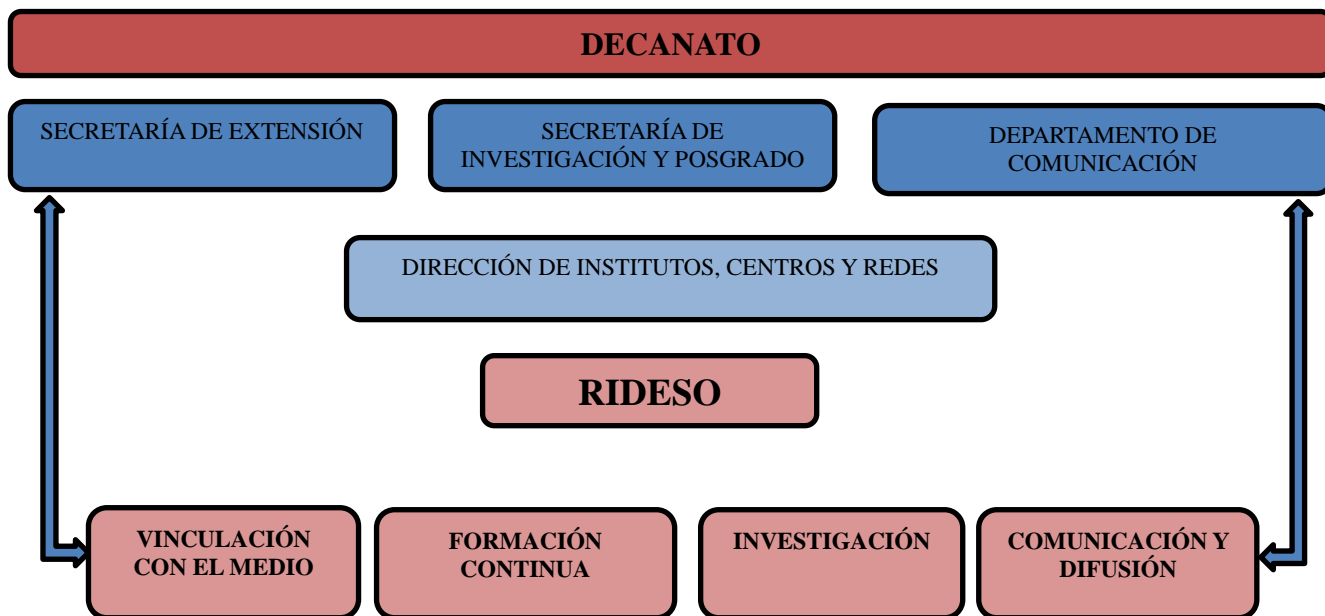 DECANATO
SECRETARÍA DE EXTENSIÓN
SECRETARÍA DE
INVESTIGACIÓN Y POSGRADO
DEPARTAMENTO DE
COMUNICACIÓN
DIRECCIÓN DE INSTITUTOS, CENTROS Y REDES
RIDESO
VINCULACIÓN
CON EL MEDIO
FORMACIÓN
CONTINUA
INVESTIGACIÓN
COMUNICACIÓN Y
DIFUSIÓN